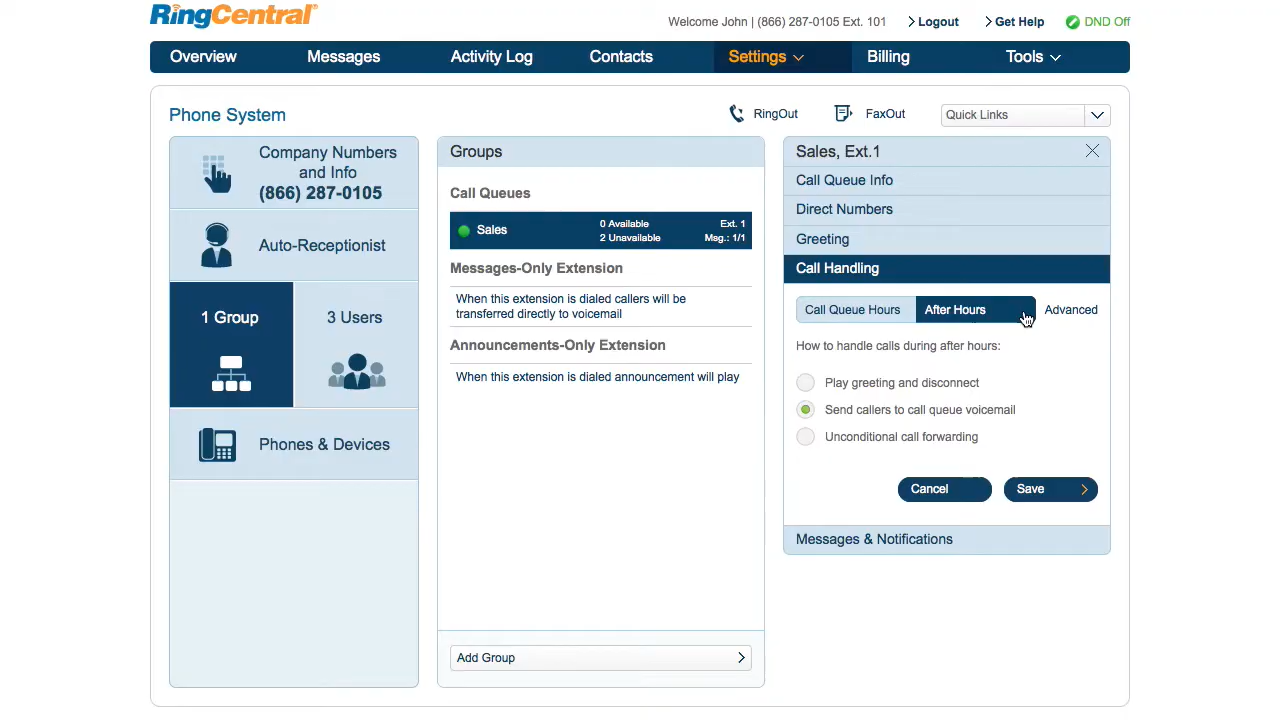 RingCentral®
Welcome John | (866) 287-0105 Ext. 101
Logout
Get Help
DND Off
Overview
Messages
Activity Log
Contacts
Settings
Billing
Tools
Phone System
RingOut
FaxOut
Quick Links
Company Numbers
and Info
(866) 287-0105
Auto-Receptionist
1 Group
3 Users
Phones & Devices
Groups
Call Queues
Sales
0 Available
2 Unavailable
Ext. 1
Msg.: 1/1
Messages-Only Extension
When this extension is dialed callers will be
transferred directly to voicemail
Announcements-Only Extension
When this extension is dialed announcement will play
Add Group
Sales, Ext.1
Call Queue Info
Direct Numbers
Greeting
Call Handling
Call Queue Hours
After Hours
Advanced
How to handle calls during after hours:
Play greeting and disconnect
Send callers to call queue voicemail
Unconditional call forwarding
Cancel
Save
Messages & Notifications